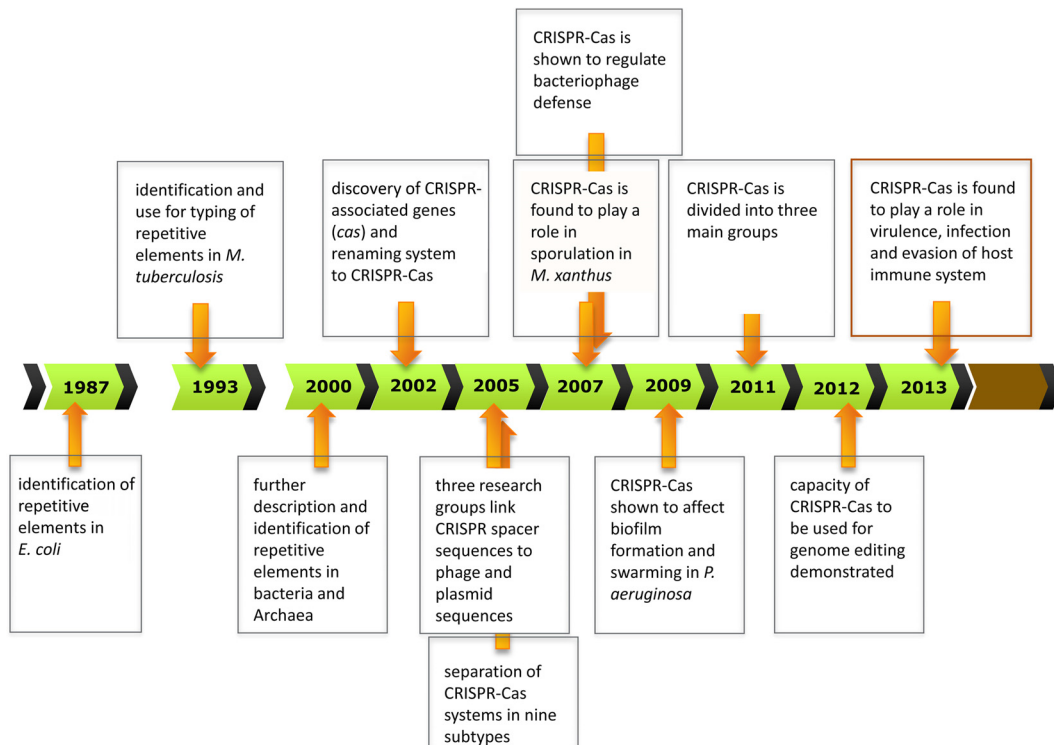 CRISPR-Cas is
shown to regulate
bacteriophage
defense
identification and
use for typing of
repetitive
elements in M.
tuberculosis
discovery of CRISPR-
associated genes
(cas) and
renaming system
to CRISPR-Cas
CRISPR-Cas is
found to play a
role in
sporulation in
M. xanthus
CRISPR-Cas is
divided into three
main groups
CRISPR-Cas is found
to play a role in
virulence, infection
and evasion of host
immune system
1987
1993
2000
2002
2005
2007
2009
2011
2012
2013
identification of
repetitive
elements in
E. coli
further
description and
identification of
repetitive
elements in
bacteria and
Archaea
three research
groups link
CRISPR spacer
sequences to
phage and
plasmid
sequences
CRISPR-Cas
shown to affect
biofilm
formation and
swarming in P.
aeruginosa
capacity of
CRISPR-Cas to
be used for
genome editing
demonstrated
separation of
CRISPR-Cas
systems in nine
subtypes